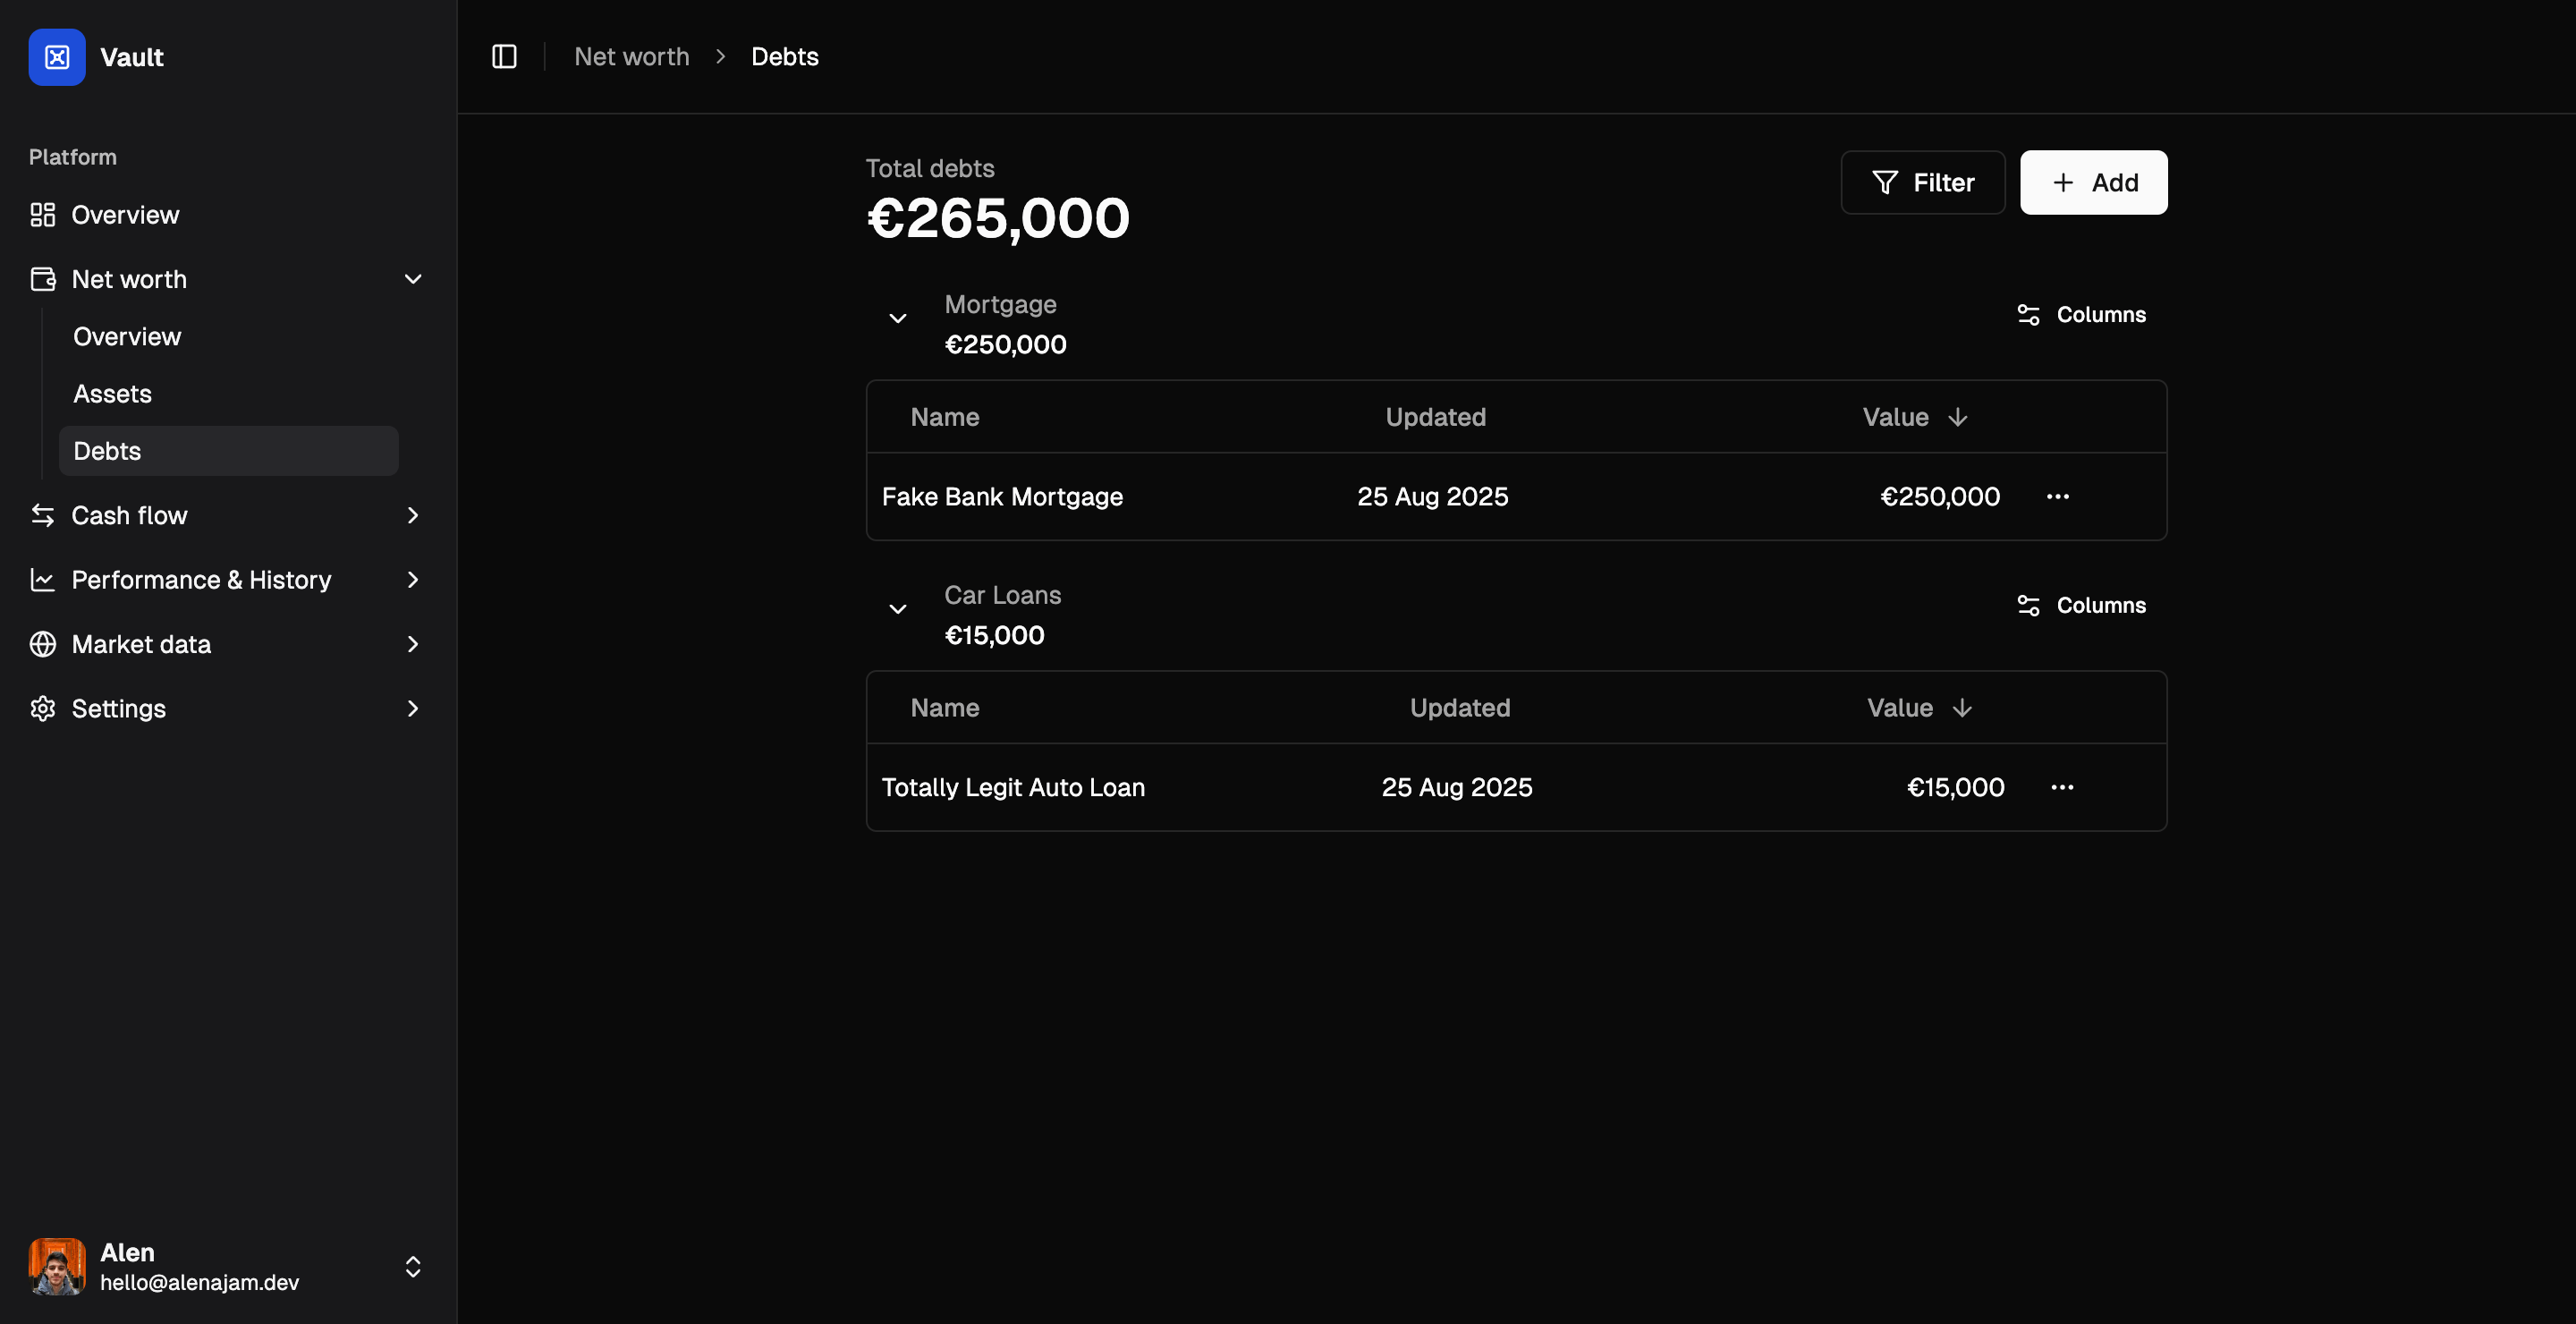 Vault
Platform
Overview
Net worth
Overview
Assets
Debts
Cash flow
Performance & History
Market data
Settings
Alen
hello@alenajam.dev
Net worth > Debts
Total debts
€265,000
Filter
Add
Mortgage
€250,000
Columns
Name Updated Value
Fake Bank Mortgage 25 Aug 2025 €250,000
Car Loans
€15,000
Columns
Name Updated Value
Totally Legit Auto Loan 25 Aug 2025 €15,000